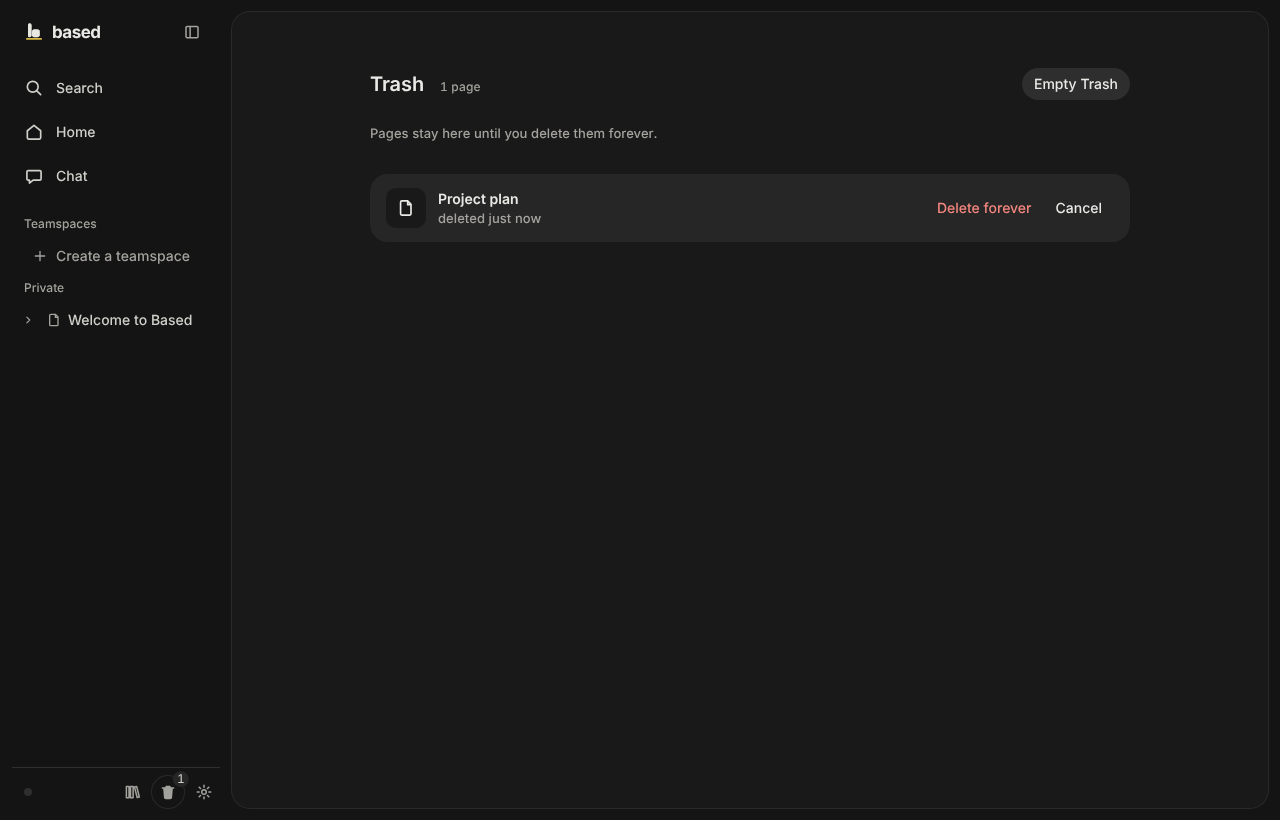 based
Search
Home
Chat
Teamspaces
Create a teamspace
Private
Welcome to Based
1
Trash 1 page
Empty Trash
Pages stay here until you delete them forever.
Project plan
deleted just now
Delete forever Cancel